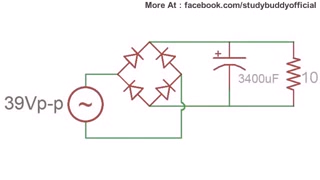 More At : facebook.com/studybuddyofficial
39Vp-p
~
+
3400uF
10